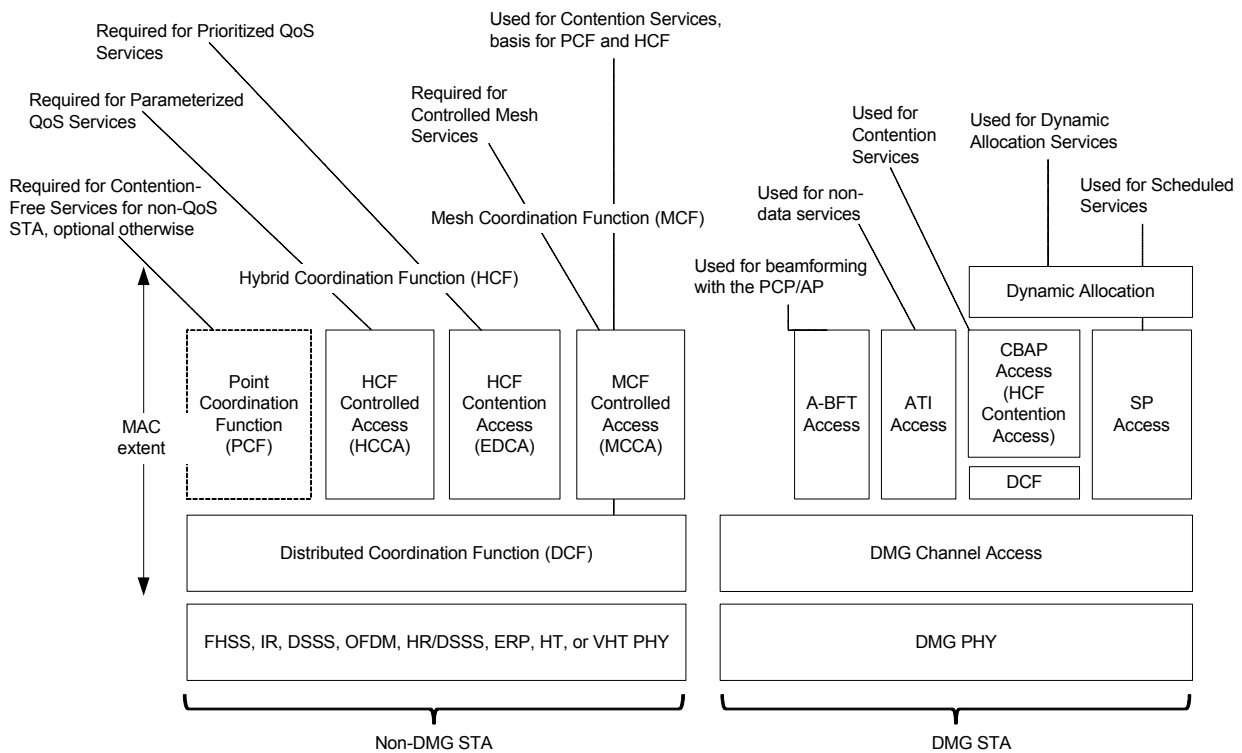 Required for Prioritized QoS
Services
Used for Contention Services,
basis for PCF and HCF
Required for Parameterized
QoS Services
Required for
Controlled Mesh
Services
Used for
Contention
Services
Used for Dynamic
Allocation Services
Required for Contention-
Free Services for non-QoS
STA, optional otherwise
Used for non-
data services
Used for Scheduled
Services
Mesh Coordination Function (MCF)
Hybrid Coordination Function (HCF)
Used for beamforming
with the PCP/AP
Dynamic Allocation
MAC
extent
Point
Coordination
Function
(PCF)
HCF
Controlled
Access
(HCCA)
HCF
Contention
Access
(EDCA)
MCF
Controlled
Access
(MCCA)
A-BFT
Access
ATI
Access
CBAP
Access
(HCF
Contention
Access)
DCF
SP
Access
Distributed Coordination Function (DCF)
DMG Channel Access
FHSS, IR, DSSS, OFDM, HR/DSSS, ERP, HT, or VHT PHY
DMG PHY
Non-DMG STA
DMG STA